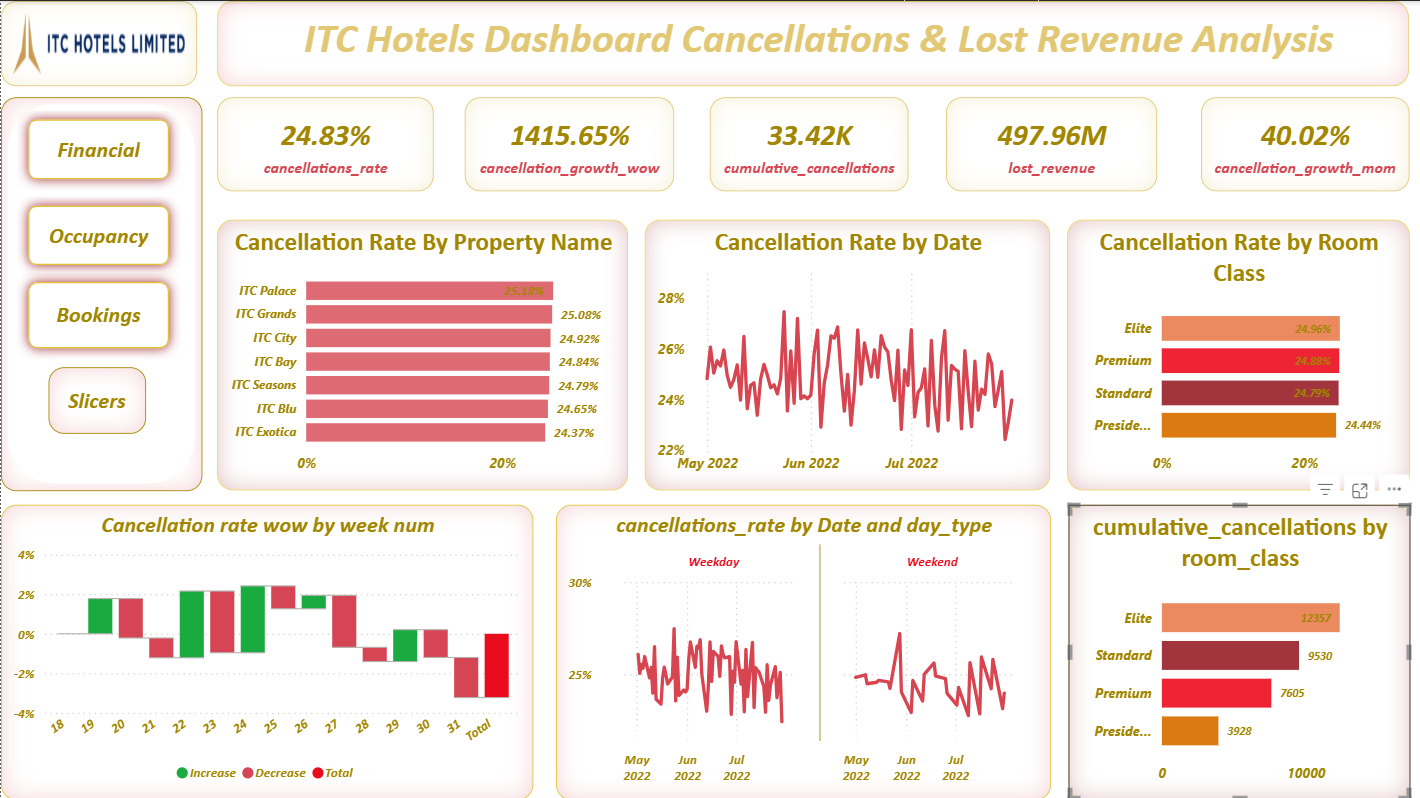 ITC HOTELS LIMITED
ITC Hotels Dashboard Cancellations & Lost Revenue Analysis
Financial
Occupancy
Bookings
Slicers
24.83%
cancellations_rate
1415.65%
cancellation_growth_wow
33.42K
cumulative_cancellations
497.96M
lost_revenue
40.02%
cancellation_growth_mom
Cancellation Rate By Property Name
ITC Palace 25.18%
ITC Grands 25.08%
ITC City 24.92%
ITC Bay 24.84%
ITC Seasons 24.79%
ITC Blu 24.65%
ITC Exotica 24.37%
0% 20%
Cancellation Rate by Date
28%
26%
24%
22%
May 2022 Jun 2022 Jul 2022
Cancellation Rate by Room
Class
Elite 24.96%
Premium 24.88%
Standard 24.79%
Preside... 24.44%
0% 20%
Cancellation rate wow by week num
4%
2%
0%
-2%
-4%
18 19 20 21 22 23 24 25 26 27 28 29 30 31 Total
Increase Decrease Total
cancellations_rate by Date and day_type
Weekday Weekend
30%
25%
May Jun Jul May Jun Jul
2022 2022 2022 2022 2022 2022
cumulative_cancellations by
room_class
Elite 12357
Standard 9530
Premium 7605
Preside... 3928
0 10000